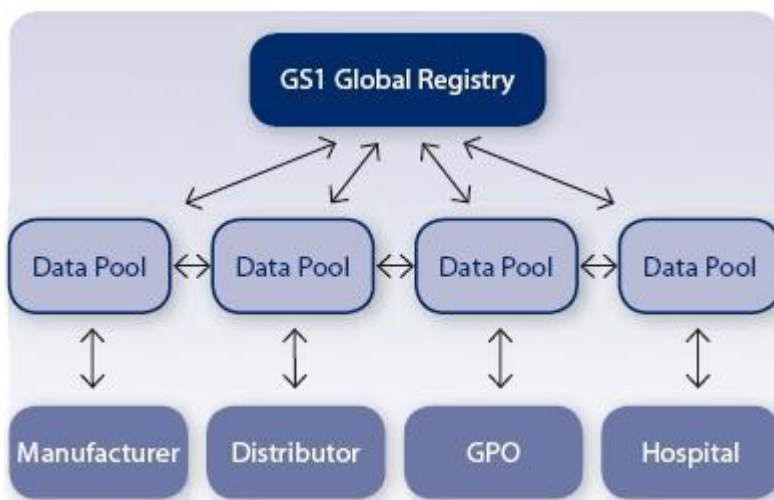 GS1 Global Registry
Data Pool
Data Pool
Data Pool
Data Pool
Manufacturer
Distributor
GPO
Hospital